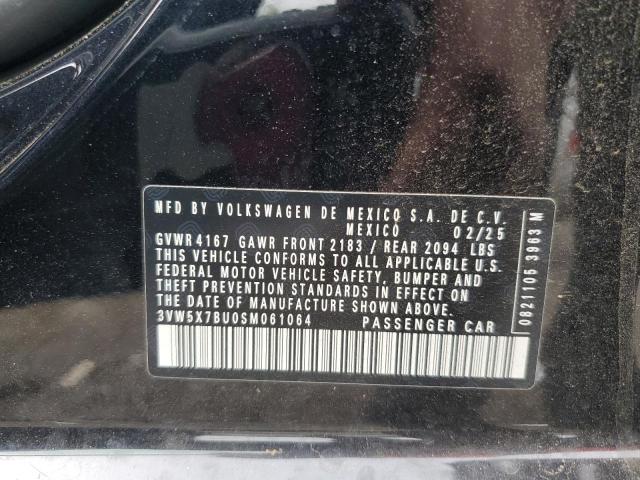 MFD BY VOLKSWAGEN DE MEXICO S.A. DE C.V.
MEXICO 02/25
GVWR 4167 GAWR FRONT 2183 / REAR 2094 LBS
THIS VEHICLE CONFORMS TO ALL APPLICABLE U.S.
FEDERAL MOTOR VEHICLE SAFETY, BUMPER AND
THEFT PREVENTION STANDARDS IN EFFECT ON
THE DATE OF MANUFACTURE SHOWN ABOVE.
3VW5X7BU0SM061064 PASSENGER CAR
0821105 3963 M